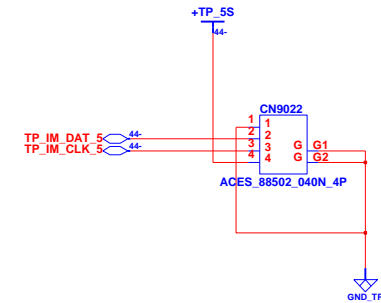 +TP_5S
44-
CN9022
1 1
TP_IM_DAT_5 44- 2 2
TP_IM_CLK_5 44- 3 3 G G1
4 4 G G2
ACES_88502_040N_4P
GND_TP